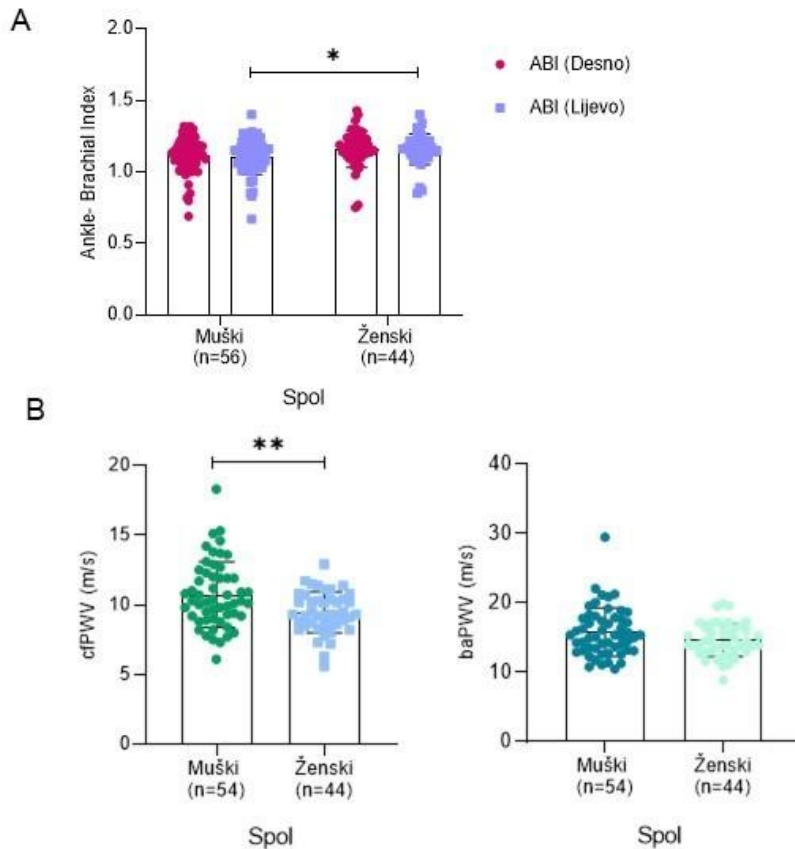 A
2.0
1.5
1.0
0.5
0.0
Ankle- Brachial Index
*
ABI (Desno)
ABI (Lijevo)
Muški
(n=56)
Ženski
(n=44)
Spol
B
20
15
10
5
0
cfPWV (m/s)
**
Muški
(n=54)
Ženski
(n=44)
Spol
40
30
20
10
0
baPWV (m/s)
Muški
(n=54)
Ženski
(n=44)
Spol